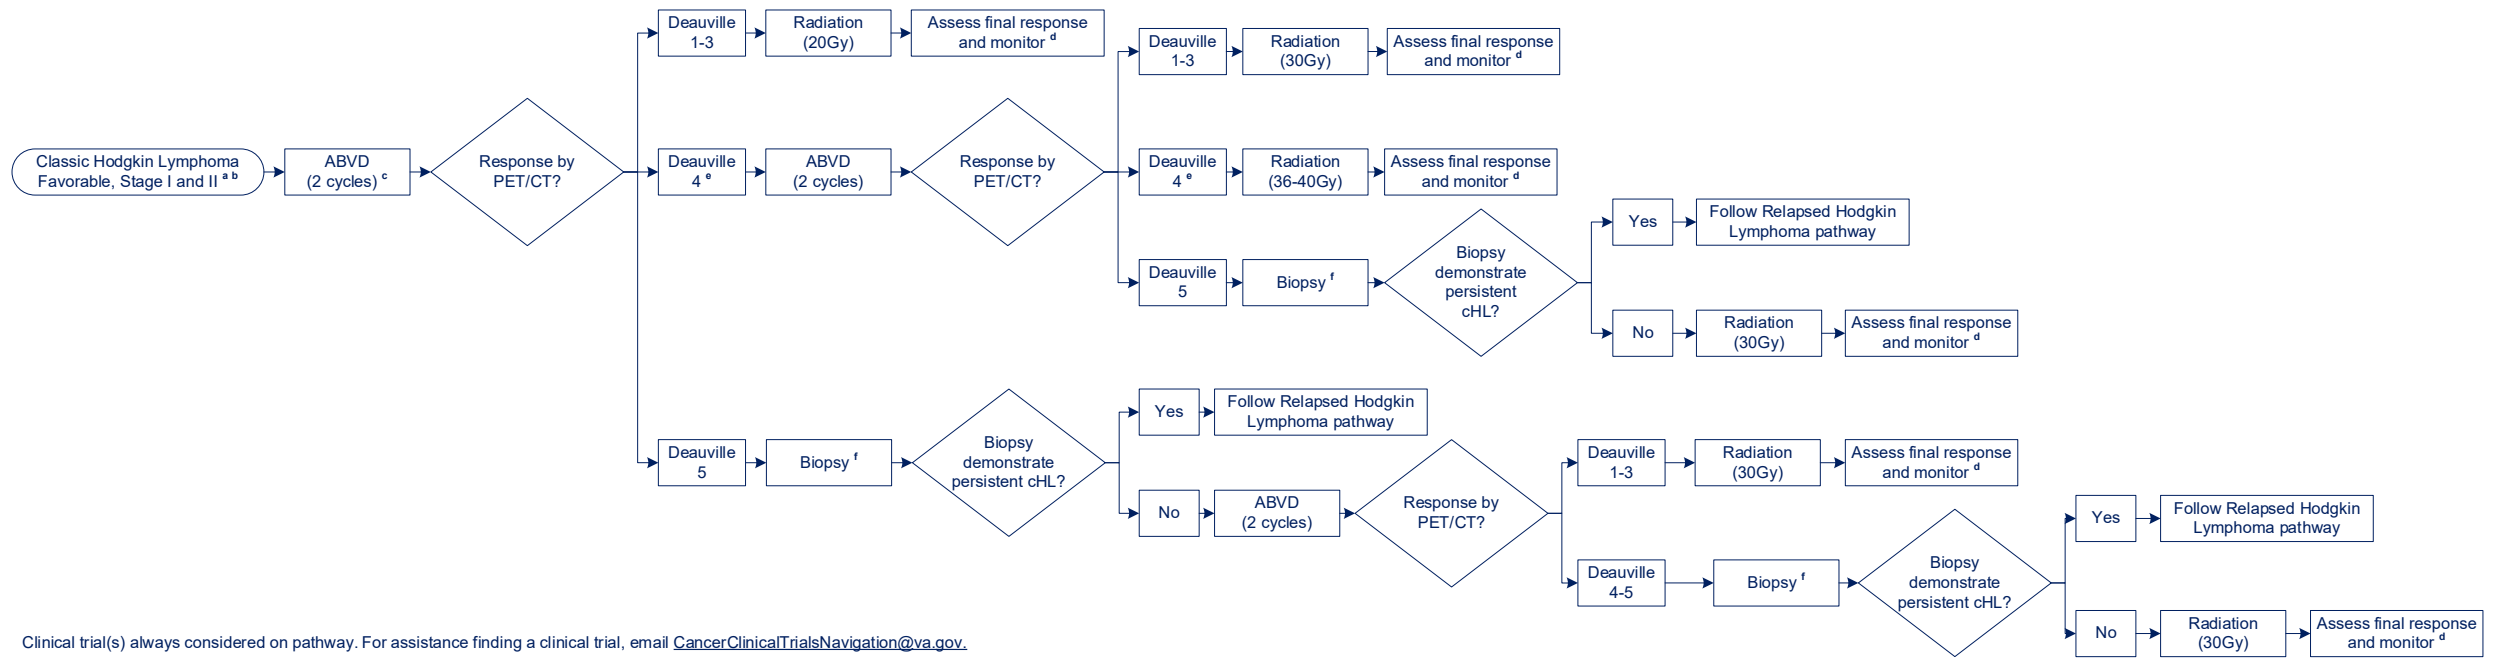 Classic Hodgkin Lymphoma
Favorable, Stage I and II a b
ABVD
(2 cycles) c
Response by
PET/CT?
Deauville
1-3
Radiation
(20Gy)
Assess final response
and monitor d
Deauville
4 e
ABVD
(2 cycles)
Response by
PET/CT?
Deauville
1-3
Radiation
(30Gy)
Assess final response
and monitor d
Deauville
4 e
Radiation
(36-40Gy)
Assess final response
and monitor d
Deauville
5
Biopsy f
Biopsy
demonstrate
persistent
cHL?
Yes
Follow Relapsed Hodgkin
Lymphoma pathway
No
Radiation
(30Gy)
Assess final response
and monitor d
Deauville
5
Biopsy f
Biopsy
demonstrate
persistent cHL?
Yes
Follow Relapsed Hodgkin
Lymphoma pathway
No
ABVD
(2 cycles)
Response by
PET/CT?
Deauville
1-3
Radiation
(30Gy)
Assess final response
and monitor d
Deauville
4-5
Biopsy f
Biopsy
demonstrate
persistent cHL?
Yes
Follow Relapsed Hodgkin
Lymphoma pathway
No
Radiation
(30Gy)
Assess final response
and monitor d
Clinical trial(s) always considered on pathway. For assistance finding a clinical trial, email CancerClinicalTrialsNavigation@va.gov.